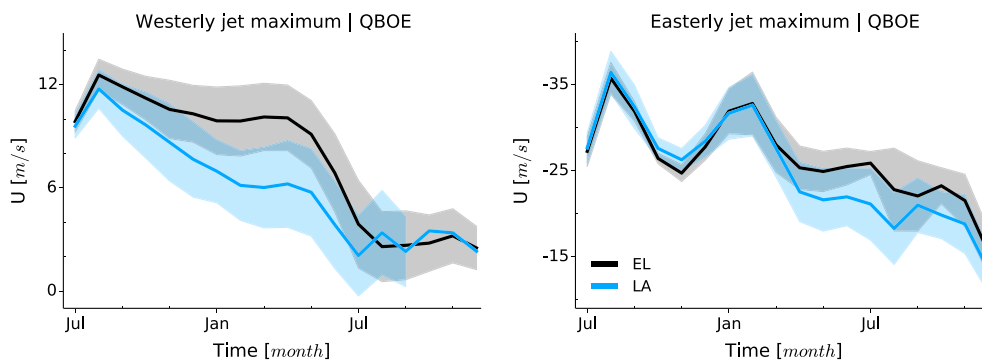 Westerly jet maximum | QBOE
12
6
0
U [m/s]
Jul
Jan
Jul
Time [month]
Easterly jet maximum | QBOE
-35
-25
-15
U [m/s]
EL
LA
Jul
Jan
Jul
Time [month]